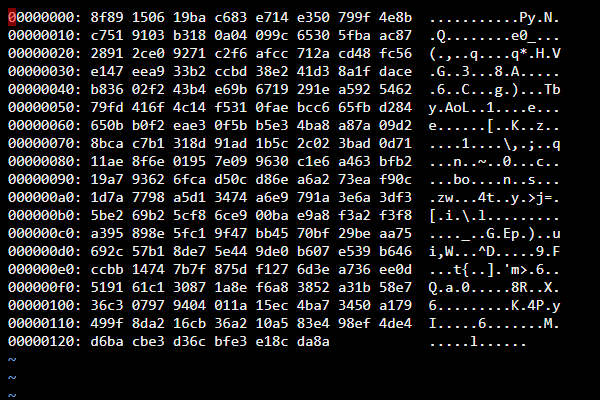 00000000: 8f89 1506 19ba c683 e714 e350 799f 4e8b  ...........Py.N.
00000010: c751 9103 b318 0a04 099c 6530 5fba ac87  .Q........e0_...
00000020: 2891 2ce0 9271 c2f6 afcc 712a cd48 fc56  (.,..q....q*.H.V
00000030: e147 eea9 33b2 ccbd 38e2 41d3 8a1f dace  .G..3...8.A.....
00000040: b836 02f2 43b4 e69b 6719 291e a592 5462  .6..C...g.)...Tb
00000050: 79fd 416f 4c14 f531 0fae bcc6 65fb d284  y.AoL..1....e...
00000060: 650b b0f2 eae3 0f5b b5e3 4ba8 a87a 09d2  e......[..K..z..
00000070: 8bca c7b1 318d 91ad 1b5c 2c02 3bad 0d71  ....1....\,.;..q
00000080: 11ae 8f6e 0195 7e09 9630 c1e6 a463 bfb2  ...n..~..0...c..
00000090: 19a7 9362 6fca d50c d86e a6a2 73ea f90c  ...bo....n..s...
000000a0: 1d7a 7798 a5d1 3474 a6e9 791a 3e6a 3df3  .zw...4t..y.>j=.
000000b0: 5be2 69b2 5cf8 6ce9 00ba e9a8 f3a2 f3f8  [.i.\.l.........
000000c0: a395 898e 5fc1 9f47 bb45 70bf 29be aa75  ...._..G.Ep.)..u
000000d0: 692c 57b1 8de7 5e44 9de0 b607 e539 b646  i,W...^D.....9.F
000000e0: ccbb 1474 7b7f 875d f127 6d3e a736 ee0d  ...t{..].'m>.6..
000000f0: 5191 61c1 3087 1a8e f6a8 3852 a31b 58e7  Q.a.0.....8R..X.
00000100: 36c3 0797 9404 011a 15ec 4ba7 3450 a179  6.........K.4P.y
00000110: 499f 8da2 16cb 36a2 10a5 83e4 98ef 4de4  I.....6.......M.
00000120: d6ba cbe3 d36c bfe3 e18c da8a            .....l......
~
~
~